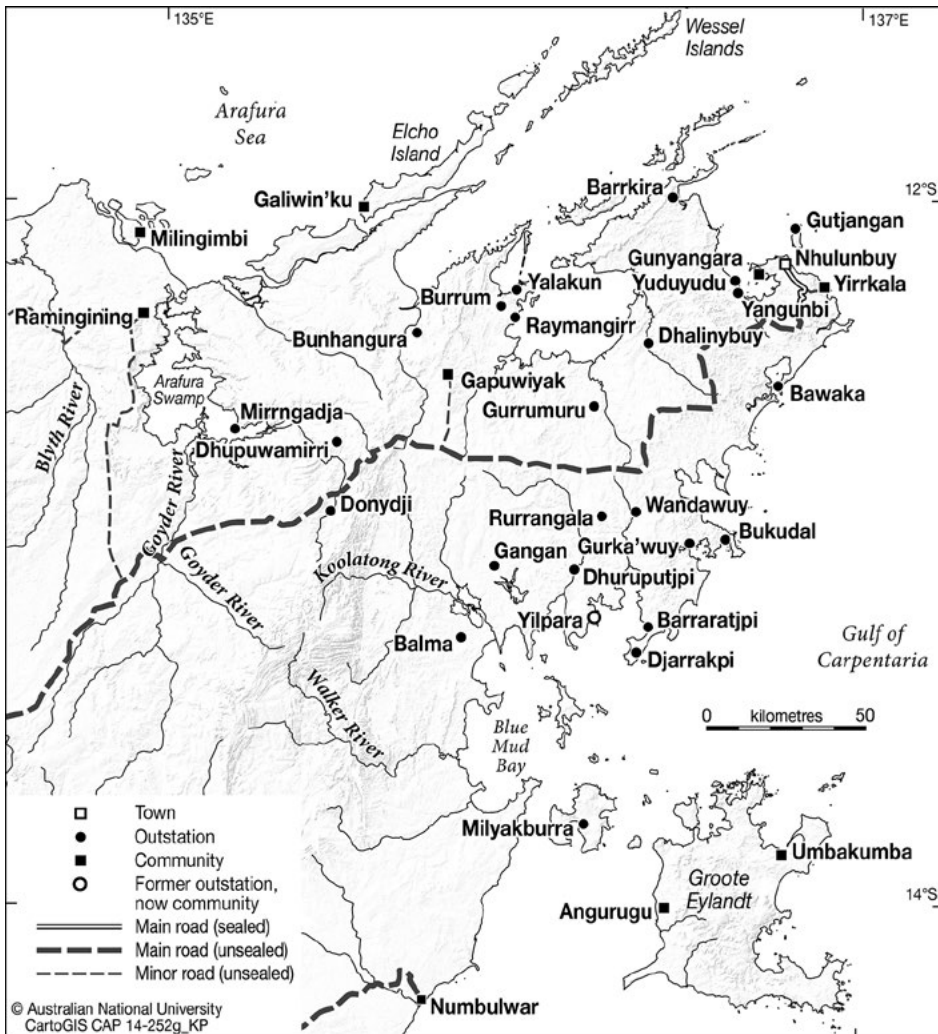 135°E
137°E
Wessel
Islands
Arafura
Sea
Elcho
Island
Barrkira
12°S
Galiwin'ku
Gutjangan
Milingimbi
Nhulunbuy
Gunyangara
Yuduyudu
Yirrkala
Yalakun
Burrum
Yangunbi
Ramingining
Raymangirr
Bunhangura
Dhalinybuy
Gapuwiyak
Arafura
Swamp
Bawaka
Gurrumuru
Mirrngadja
Blyth River
Dhupuwamirri
Goyder River
Donydji
Wandawuy
Rurrangala
Bukudal
Gangan
Gurka'wuy
Koolatong River
Goyder River
Dhuruputjpi
Yilpara
Barraratjpi
Balma
Gulf of
Carpentaria
Djarrakpi
Walker River
0 kilometres 50
Blue
Mud
Bay
Town
Outstation
Community
Former outstation,
now community
Main road (sealed)
Main road (unsealed)
Minor road (unsealed)
Milyakburra
Umbakumba
Groote
Eylandt
Angurugu
14°S
Numbulwar
© Australian National University
CartoGIS CAP 14-252g_KP